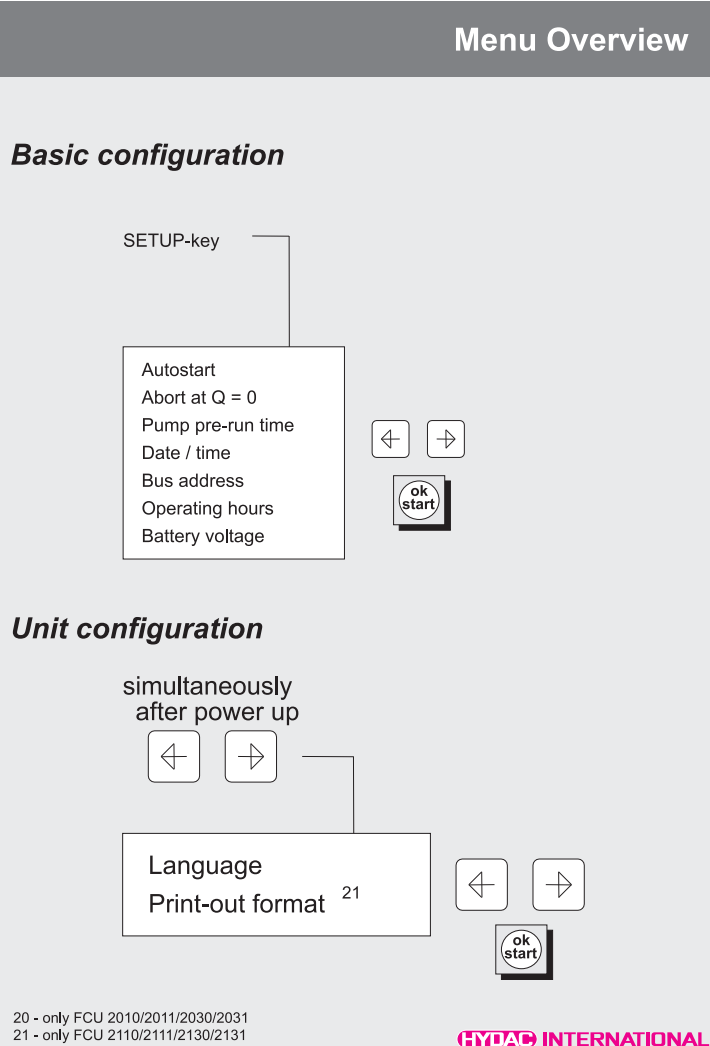 Menu Overview
Basic configuration
SETUP-key
Autostart
Abort at Q = 0
Pump pre-run time
Date / time
Bus address
Operating hours
Battery voltage
ok
start
Unit configuration
simultaneously
after power up
Language
Print-out format 21
ok
start
20 - only FCU 2010/2011/2030/2031
21 - only FCU 2110/2111/2130/2131
HYDAC INTERNATIONAL